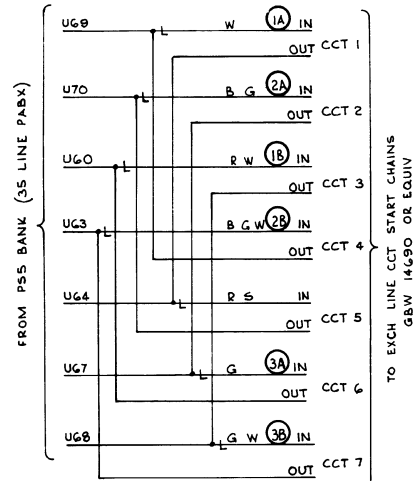 U69 W 1A IN
OUT CCT 1
U70 B G 2A IN
OUT CCT 2
U60 R W 1B IN
OUT CCT 3
U63 B G W 2B IN
OUT CCT 4
U64 R S IN
OUT CCT 5
U67 G 3A IN
OUT CCT 6
U68 G W 3B IN
OUT CCT 7
FROM PSS BANK (35 LINE PABX)
TO EXCH LINE CCT START CHAINS
GBW 14690 OR EQUIV